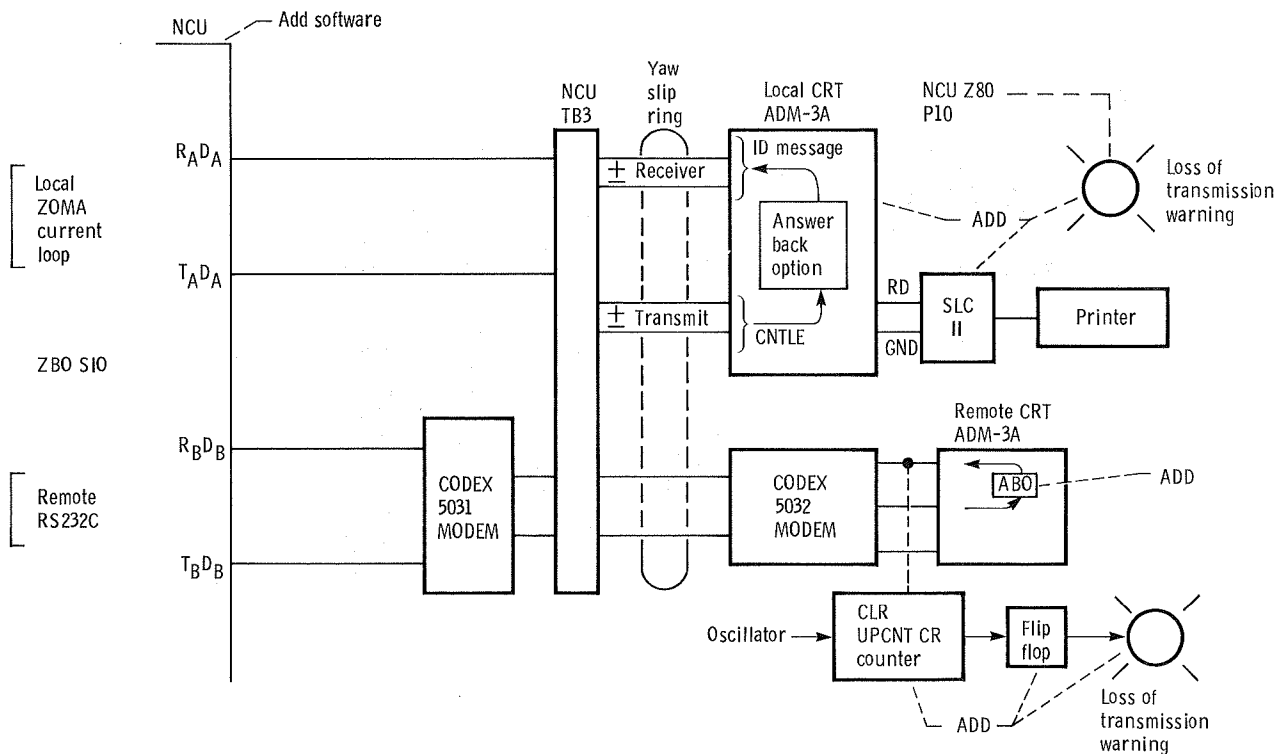 NCU
Add software
NCU
TB3
Yaw
slip
ring
Local CRT
ADM-3A
NCU Z80
P10
RADA
Local
ZOMA
current
loop
TADA
± Receiver
ID message
Answer
back
option
± Transmit
CNTLE
ADD
Loss of
transmission
warning
RD
GND
SLC
II
Printer
ZBO SIO
RBDB
Remote
RS232C
TBDB
CODEX
5031
MODEM
CODEX
5032
MODEM
Remote CRT
ADM-3A
ABO
ADD
Oscillator
CLR
UPCNT CR
counter
Flip
flop
ADD
Loss of
transmission
warning